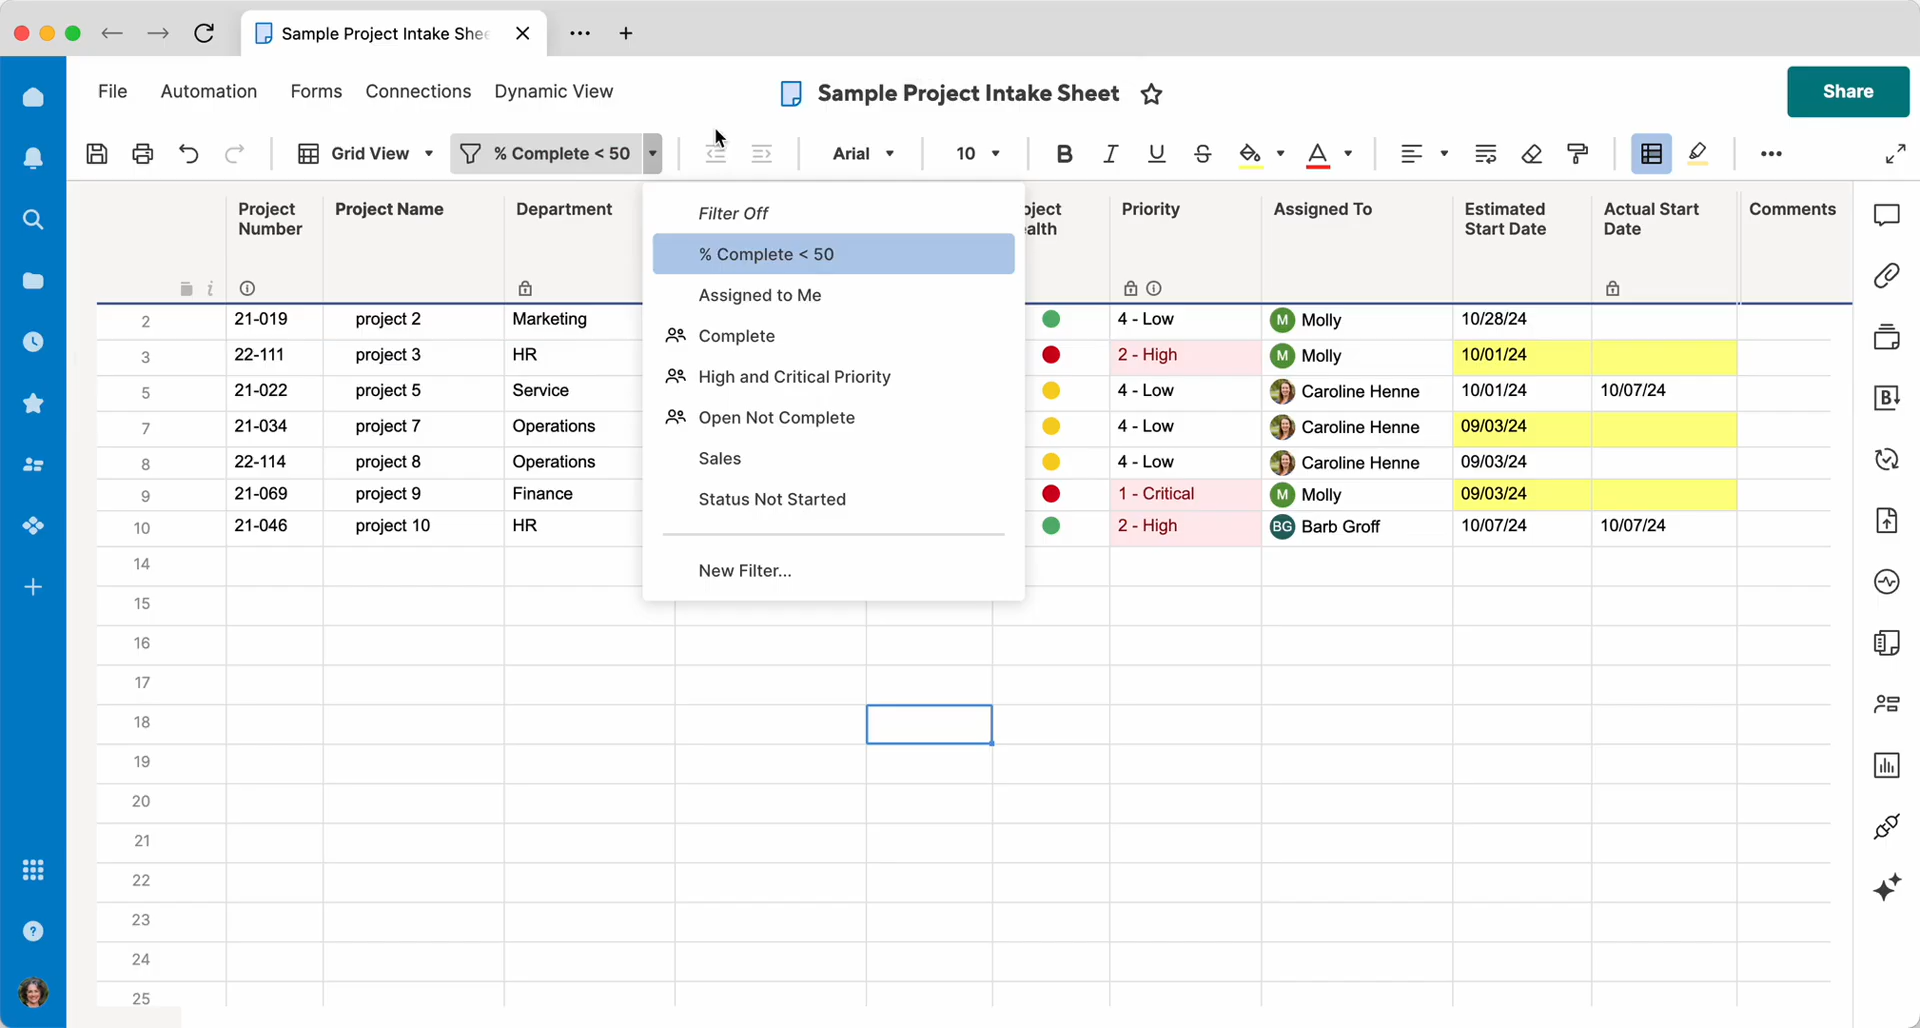 Sample Project Intake Shee
File Automation Forms Connections Dynamic View
Sample Project Intake Sheet
Share
Grid View % Complete < 50 Arial 10 B I U S A
Project Number
Project Name
Department
oject
ealth
Priority
Assigned To
Estimated Start Date
Actual Start Date
Comments
Filter Off
% Complete < 50
Assigned to Me
Complete
High and Critical Priority
Open Not Complete
Sales
Status Not Started
New Filter...
2 21-019 project 2 Marketing 4 - Low M Molly 10/28/24
3 22-111 project 3 HR 2 - High M Molly 10/01/24
5 21-022 project 5 Service 4 - Low Caroline Henne 10/01/24 10/07/24
7 21-034 project 7 Operations 4 - Low Caroline Henne 09/03/24
8 22-114 project 8 Operations 4 - Low Caroline Henne 09/03/24
9 21-069 project 9 Finance 1 - Critical M Molly 09/03/24
10 21-046 project 10 HR 2 - High BG Barb Groff 10/07/24 10/07/24
14
15
16
17
18
19
20
21
22
23
24
25